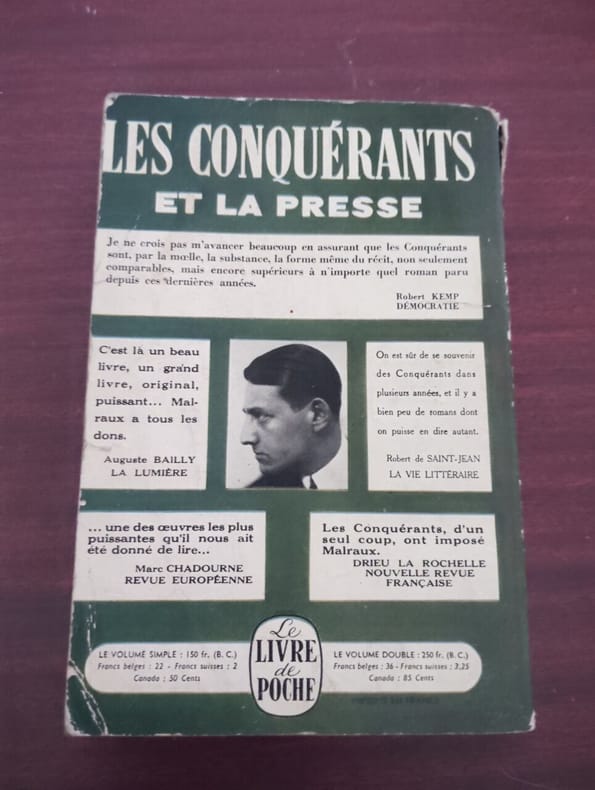 LES CONQUÉRANTS
ET LA PRESSE
Je ne crois pas m'avancer beaucoup en assurant que les Conquérants
sont, par la mœlle, la substance, la forme même du récit, non seulement
comparables, mais encore supérieurs à n'importe quel roman paru
depuis ces dernières années.
Robert KEMP
DÉMOCRATIE
C'est là un beau
livre, un grand
livre, original,
puissant... Mal-
raux a tous les
dons.
Auguste BAILLY
LA LUMIÈRE
On est sûr de se souvenir
des Conquérants dans
plusieurs années, et il y a
bien peu de romans dont
on puisse en dire autant.
Robert de SAINT-JEAN
LA VIE LITTÉRAIRE
... une des œuvres les plus
puissantes qu'il nous ait
été donné de lire...
Marc CHADOURNE
REVUE EUROPÉENNE
Les Conquérants, d'un
seul coup, ont imposé
Malraux.
DRIEU LA ROCHELLE
NOUVELLE REVUE
FRANÇAISE
LE VOLUME SIMPLE : 150 fr. (B. C.)
Francs belges : 22 - Francs suisses : 2
Canada : 50 Cents
Le
LIVRE
de
POCHE
LE VOLUME DOUBLE : 250 fr. (B. C.)
Francs belges : 36 - Francs suisses : 3,25
Canada : 85 Cents
IMPRIMÉ EN FRANCE